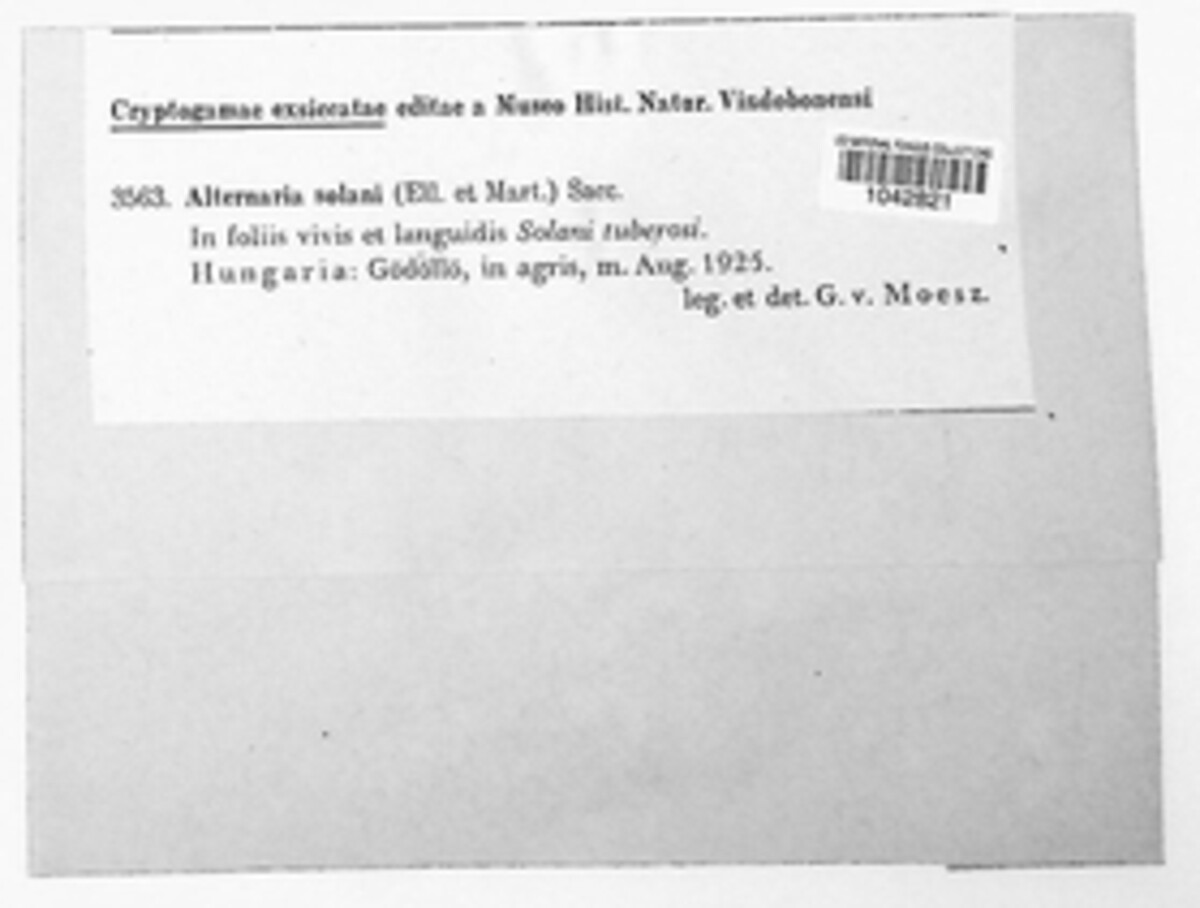 Cryptogamae exsiccatae editae a Museo Hist. Natur. Vindobonensi
3563. Alternaria solani (Ell. et Mart.) Sacc.
In foliis vivis et languidis Solani tuberosi.
Hungaria: Gödöllö, in agris, m. Aug. 1925.
leg. et det. G. v. Moesz.
1042821